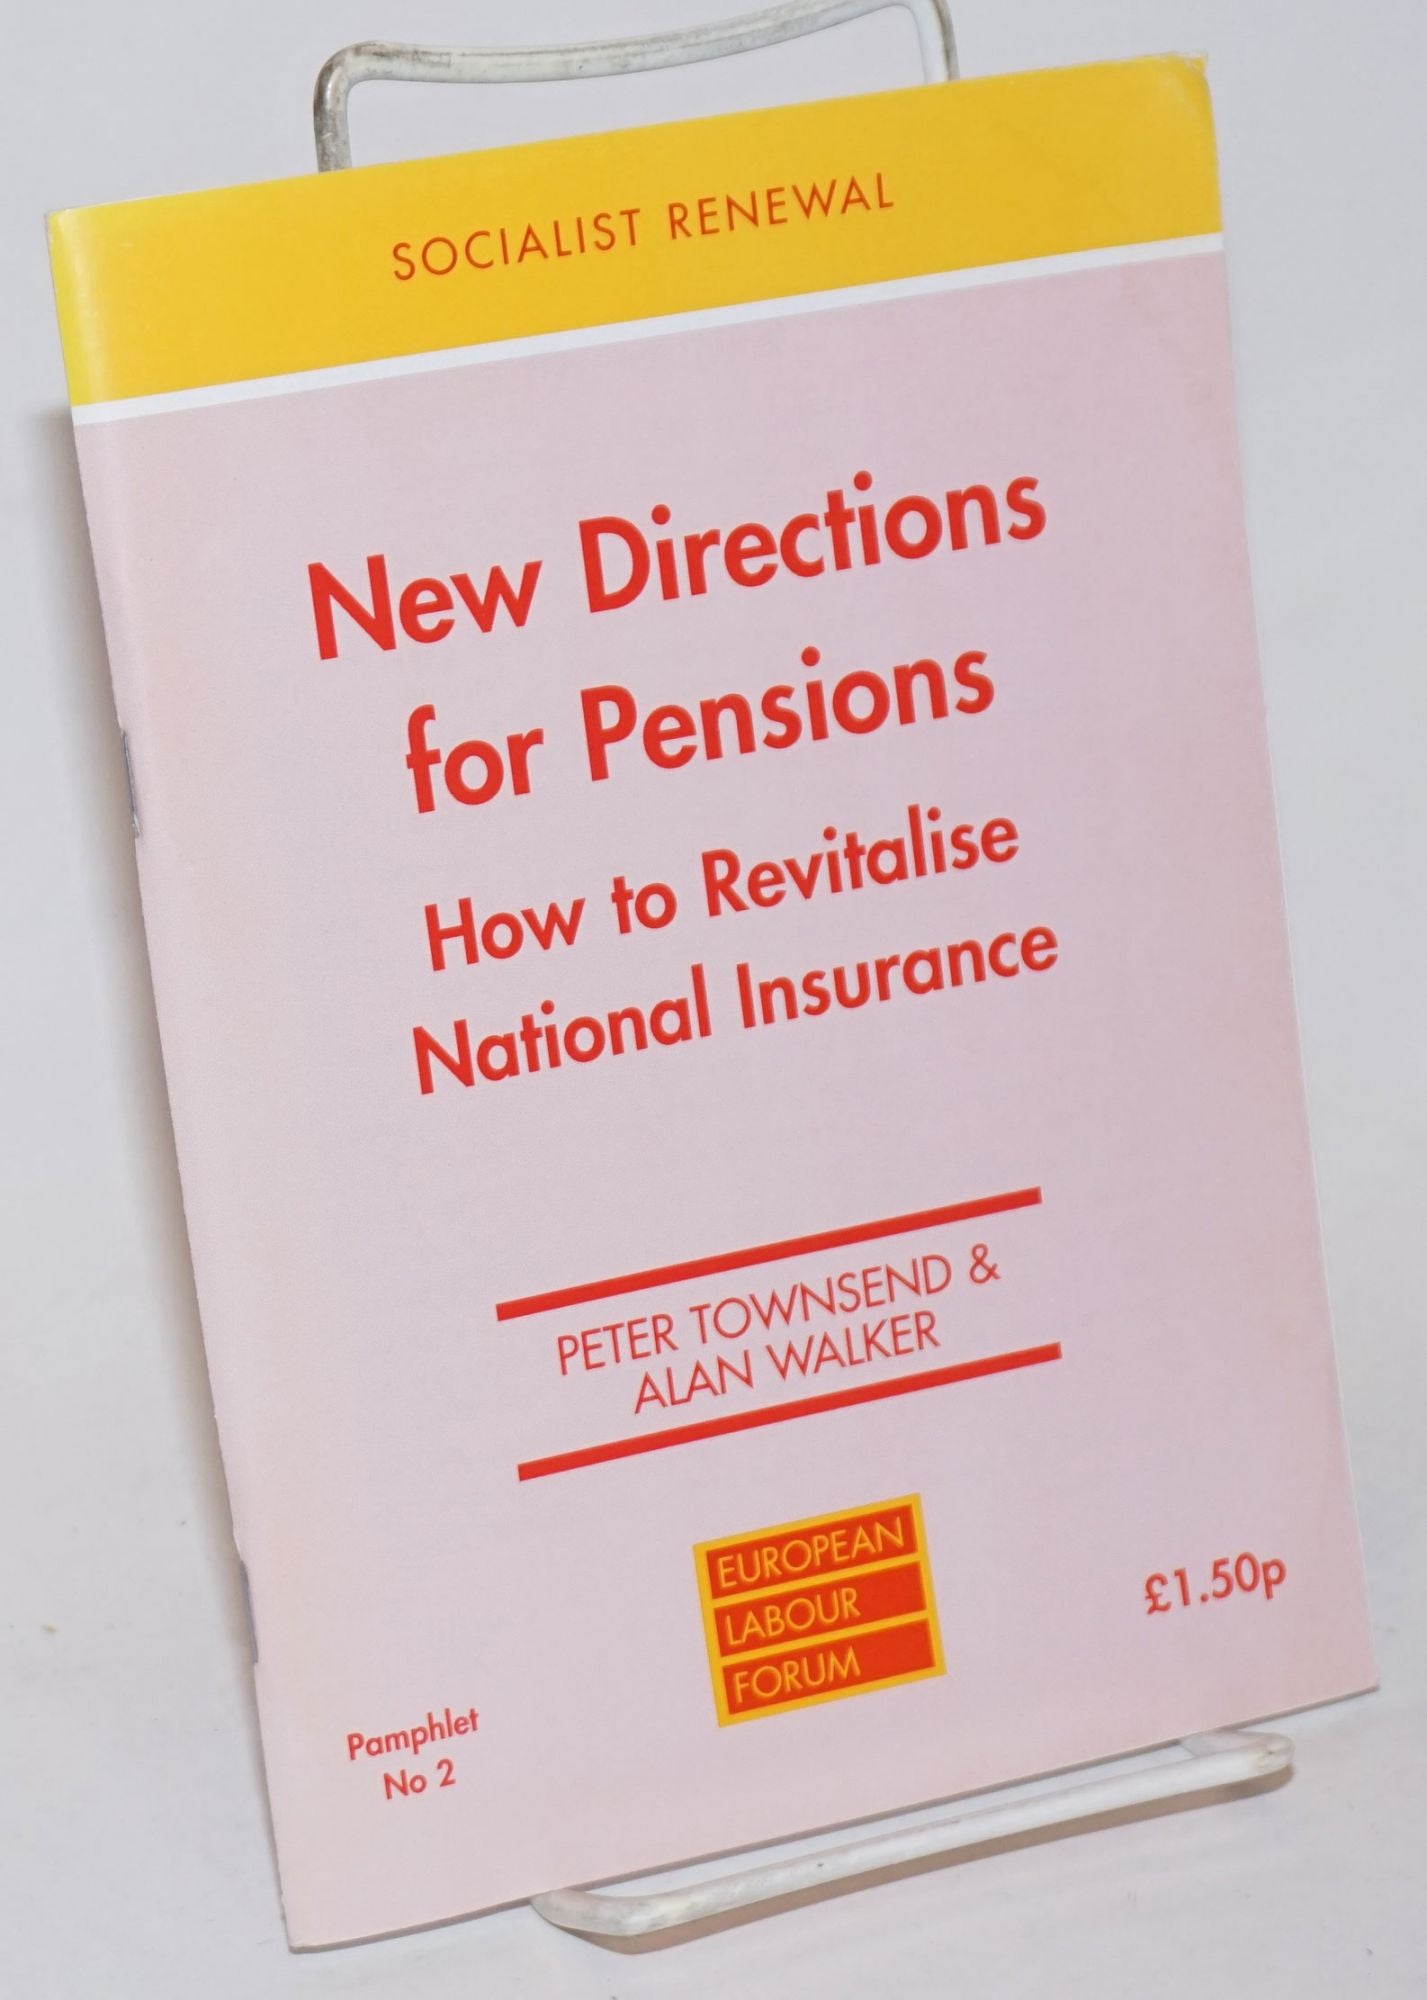 SOCIALIST RENEWAL
New Directions
for Pensions
How to Revitalise
National Insurance
PETER TOWNSEND &
ALAN WALKER
EUROPEAN
LABOUR
FORUM
£1.50p
Pamphlet
No 2